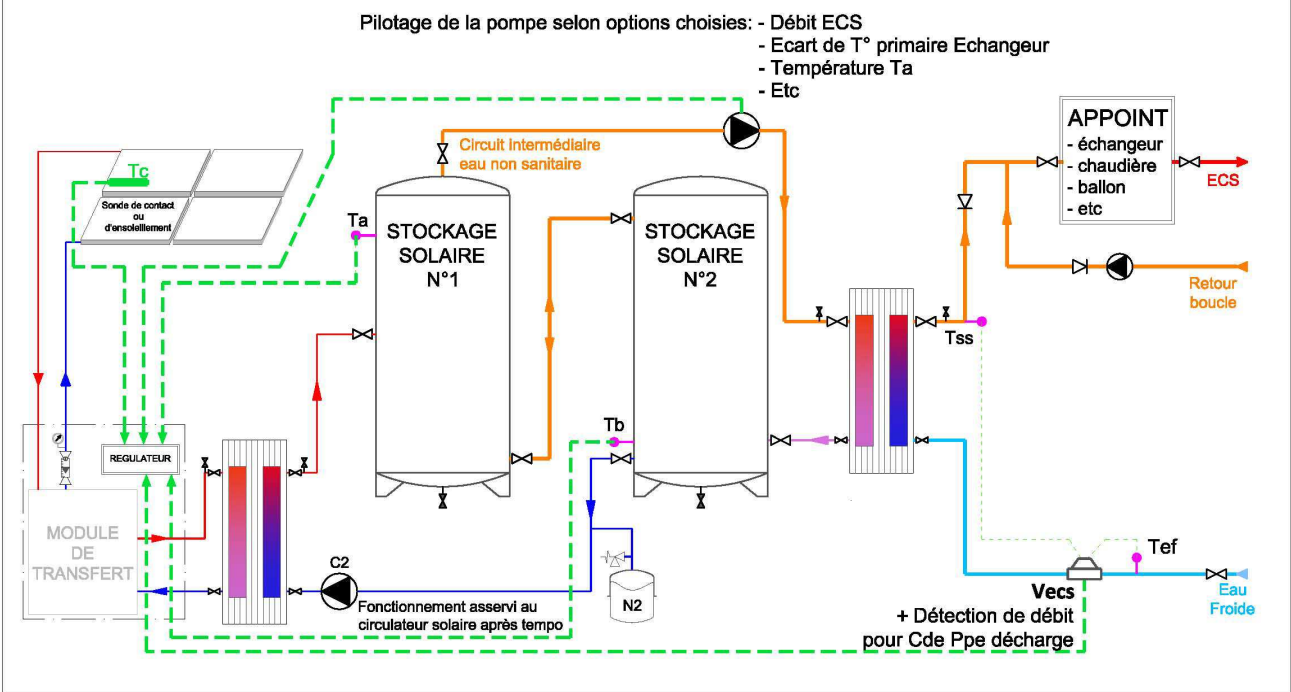 Pilotage de la pompe selon options choisies: - Débit ECS
- Ecart de T° primaire Echangeur
- Température Ta
- Etc
Circuit intermédiaire
eau non sanitaire
APPOINT
- échangeur
- chaudière
- ballon
- etc
ECS
Tc
Sonde de contact
ou
d'ensoleillement
Ta
STOCKAGE
SOLAIRE
N°1
STOCKAGE
SOLAIRE
N°2
Retour
boucle
Tss
Tb
REGULATEUR
MODULE
DE
TRANSFERT
C2
Fonctionnement asservi au
circulateur solaire après tempo
N2
Tef
Vecs
+ Détection de débit
pour Cde Ppe décharge
Eau
Froide